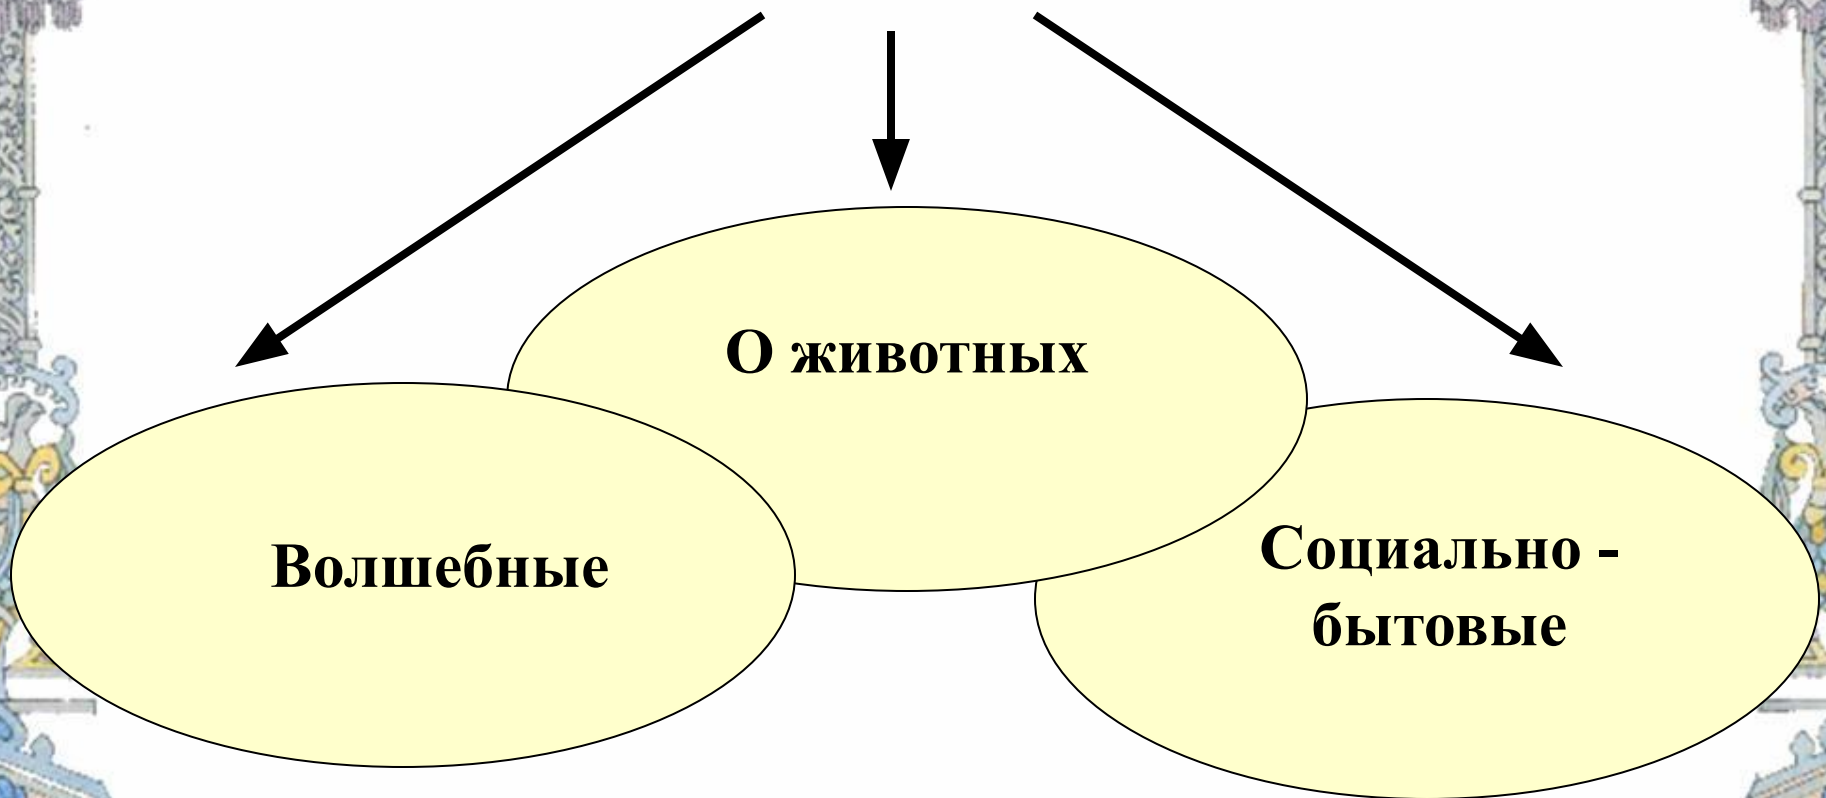 О животных
Волшебные
Социально -
бытовые